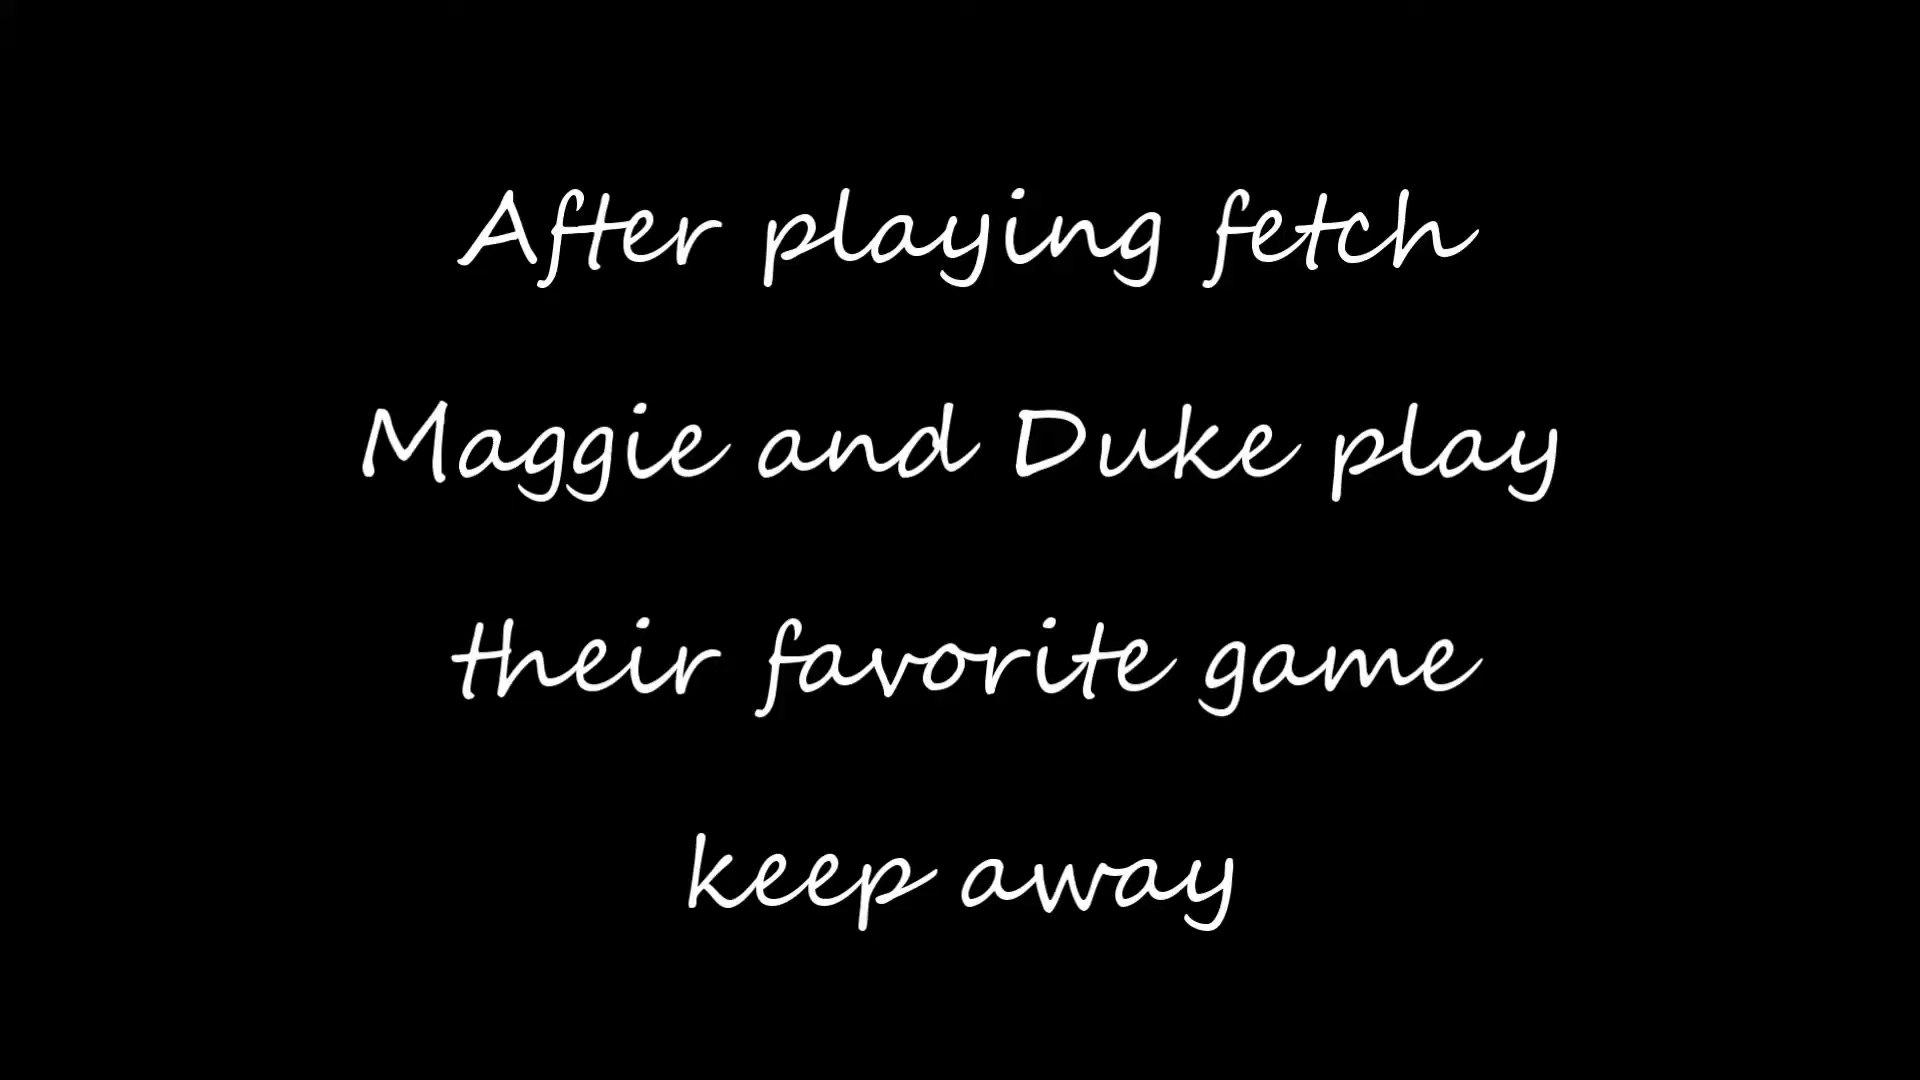 After playing fetch
Maggie and Duke play
their favorite game
keep away